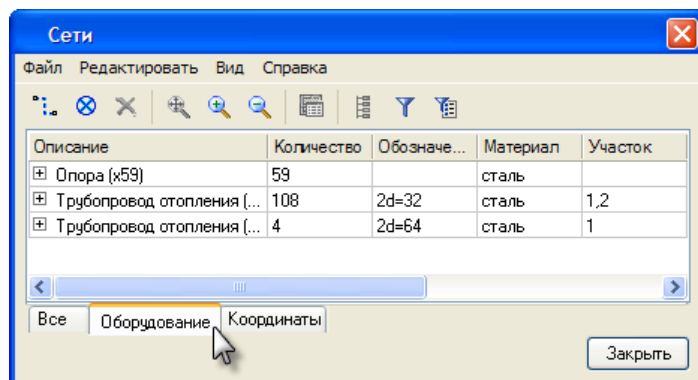 Сети
Файл Редактировать Вид Справка
Описание Количество Обозначе... Материал Участок
Опора (x59) 59 сталь
Трубопровод отопления (... 108 2d=32 сталь 1,2
Трубопровод отопления (... 4 2d=64 сталь 1
Все Оборудование Координаты
Закрыть